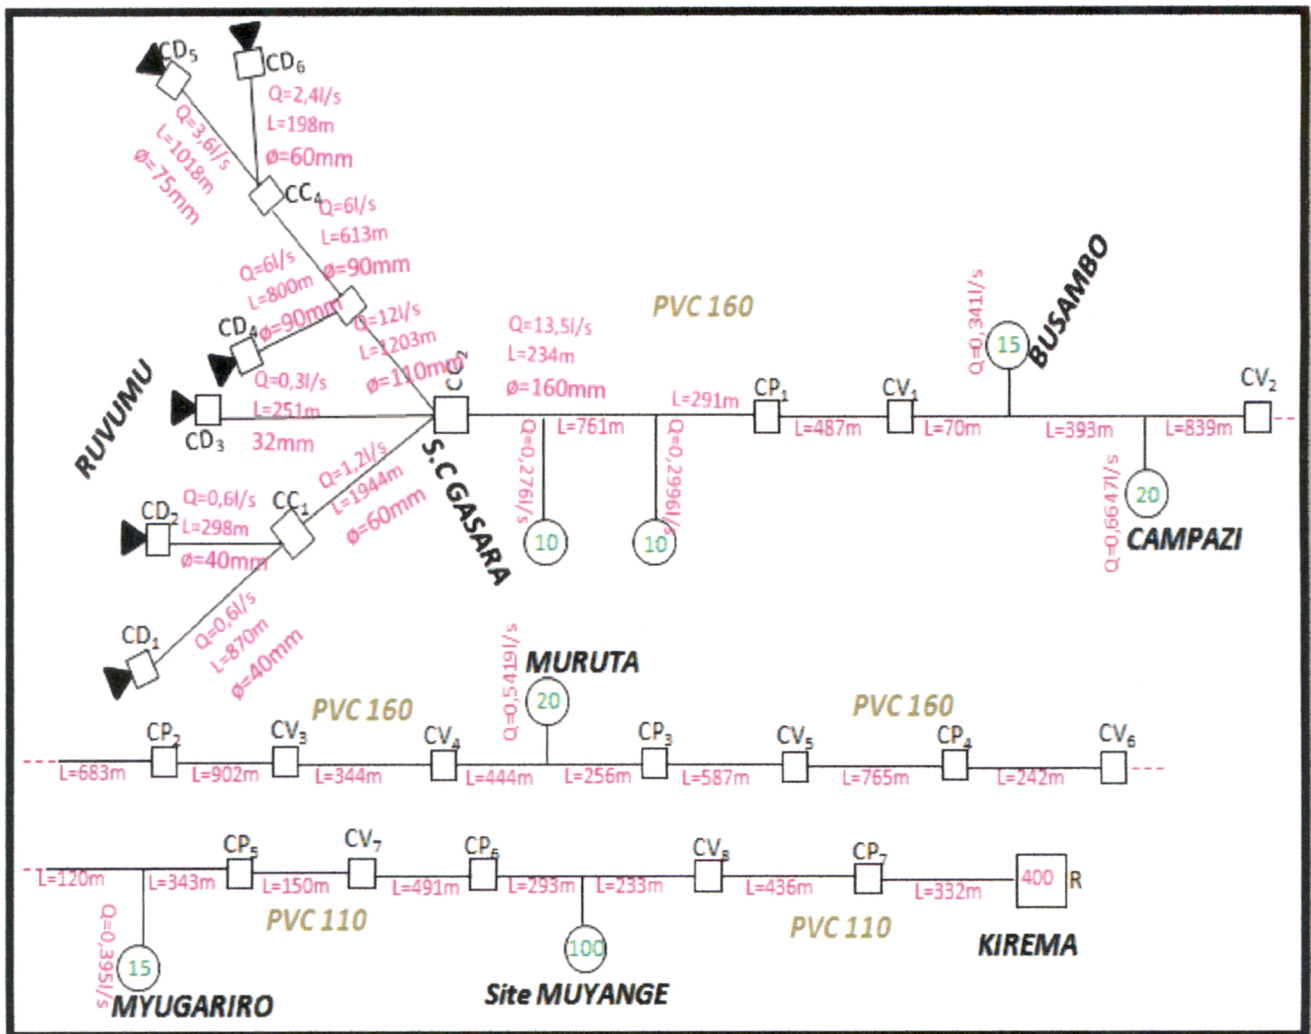 CD5
CD6
Q=2,4l/s
L=198m
ø=60mm
Q=3,6l/s
L=1018m
Ø=75mm
CC4
Q=6l/s
L=613m
ø=90mm
Q=6l/s
L=800m
ø=90mm
CD4
Q=12l/s
L=1203m
ø=110mm
RUVUMU
Q=0,3l/s
L=251m
32mm
CD3
CC2
S.C GASARA
Q=1,2l/s
L=1944m
ø=60mm
CC1
Q=0,6l/s
L=298m
ø=40mm
CD2
CD1
Q=0,6l/s
L=870m
ø=40mm
PVC 160
Q=13,5l/s
L=234m
ø=160mm
L=761m
L=291m
CP1
L=487m
CV1
L=70m
L=393m
L=839m
CV2
Q=0,276l/s
10
Q=0,2996l/s
10
Q=0,341l/s
15
BUSAMBO
Q=0,6647l/s
20
CAMPAZI
PVC 160
MURUTA
Q=0,5419l/s
20
PVC 160
L=683m
CP2
L=902m
CV3
L=344m
CV4
L=444m
L=256m
CP3
L=587m
CV5
L=765m
CP4
L=242m
CV6
L=120m
L=343m
CP5
L=150m
CV7
L=491m
CP6
L=293m
L=233m
CV8
L=436m
CP7
L=332m
400
R
PVC 110
PVC 110
KIREMA
Q=0,395l/s
15
MYUGARIRO
100
Site MUYANGE